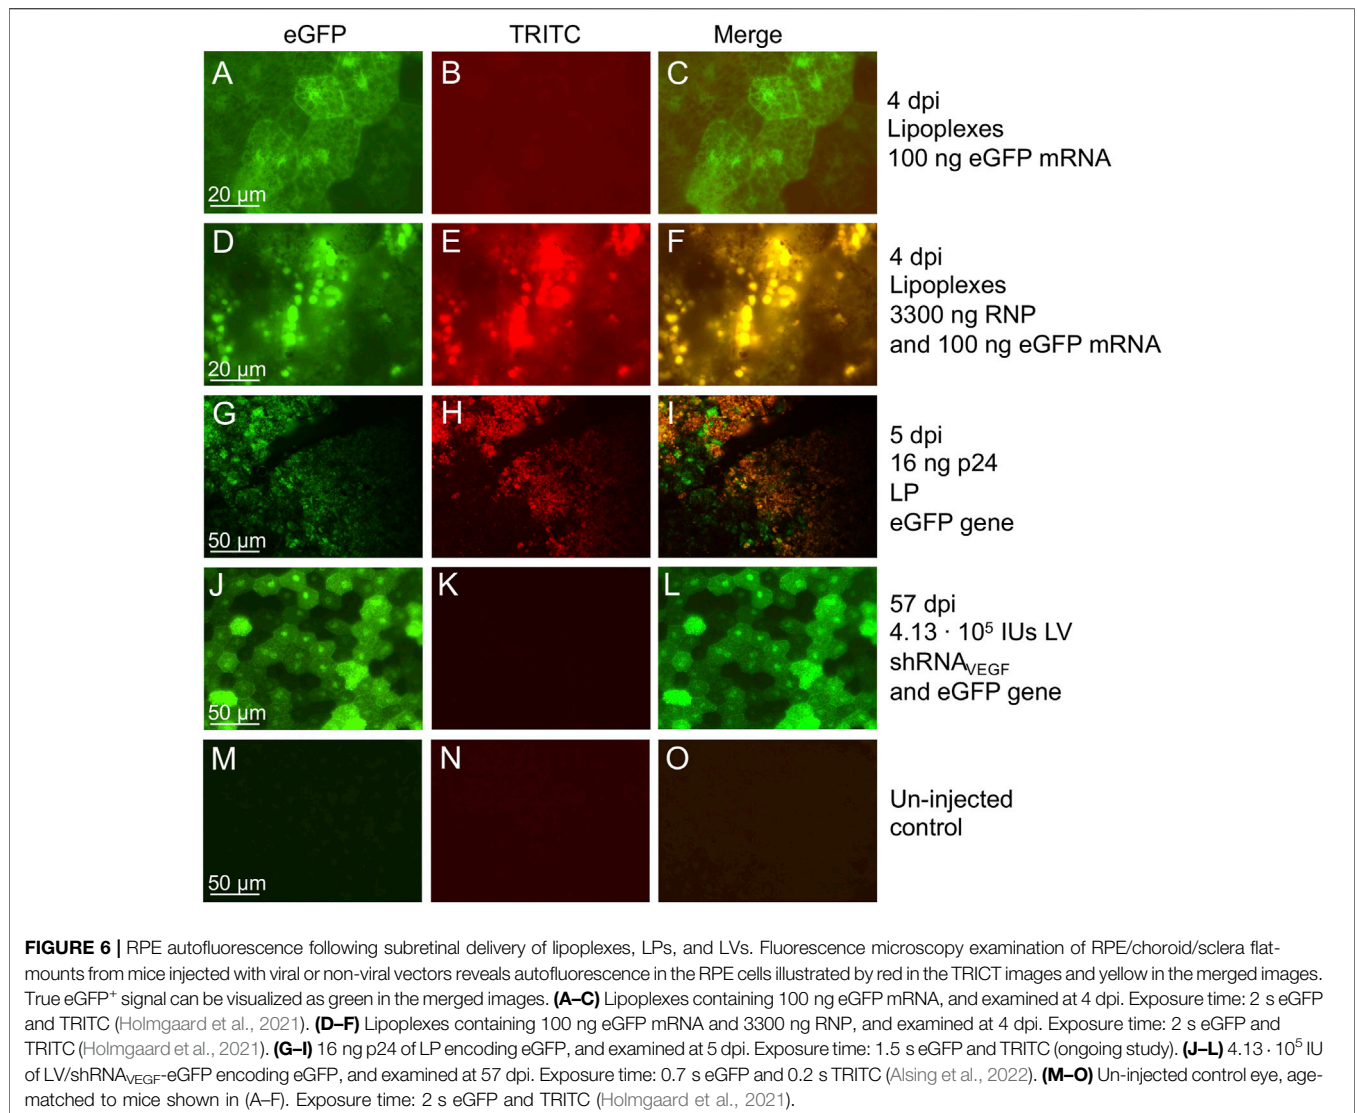 eGFP TRITC Merge
A B C
20 µm
4 dpi
Lipoplexes
100 ng eGFP mRNA
D E F
20 µm
4 dpi
Lipoplexes
3300 ng RNP
and 100 ng eGFP mRNA
G H I
50 µm
5 dpi
16 ng p24
LP
eGFP gene
J K L
50 µm
57 dpi
4.13 · 10⁵ IUs LV
shRNA_VEGF
and eGFP gene
M N O
50 µm
Un-injected
control
FIGURE 6 | RPE autofluorescence following subretinal delivery of lipoplexes, LPs, and LVs. Fluorescence microscopy examination of RPE/choroid/sclera flat-
mounts from mice injected with viral or non-viral vectors reveals autofluorescence in the RPE cells illustrated by red in the TRICT images and yellow in the merged images.
True eGFP⁺ signal can be visualized as green in the merged images. (A–C) Lipoplexes containing 100 ng eGFP mRNA, and examined at 4 dpi. Exposure time: 2 s eGFP
and TRITC (Holmgaard et al., 2021). (D–F) Lipoplexes containing 100 ng eGFP mRNA and 3300 ng RNP, and examined at 4 dpi. Exposure time: 2 s eGFP and
TRITC (Holmgaard et al., 2021). (G–I) 16 ng p24 of LP encoding eGFP, and examined at 5 dpi. Exposure time: 1.5 s eGFP and TRITC (ongoing study). (J–L) 4.13 · 10⁵ IU
of LV/shRNA_VEGF-eGFP encoding eGFP, and examined at 57 dpi. Exposure time: 0.7 s eGFP and 0.2 s TRITC (Alsing et al., 2022). (M–O) Un-injected control eye, age-
matched to mice shown in (A–F). Exposure time: 2 s eGFP and TRITC (Holmgaard et al., 2021).